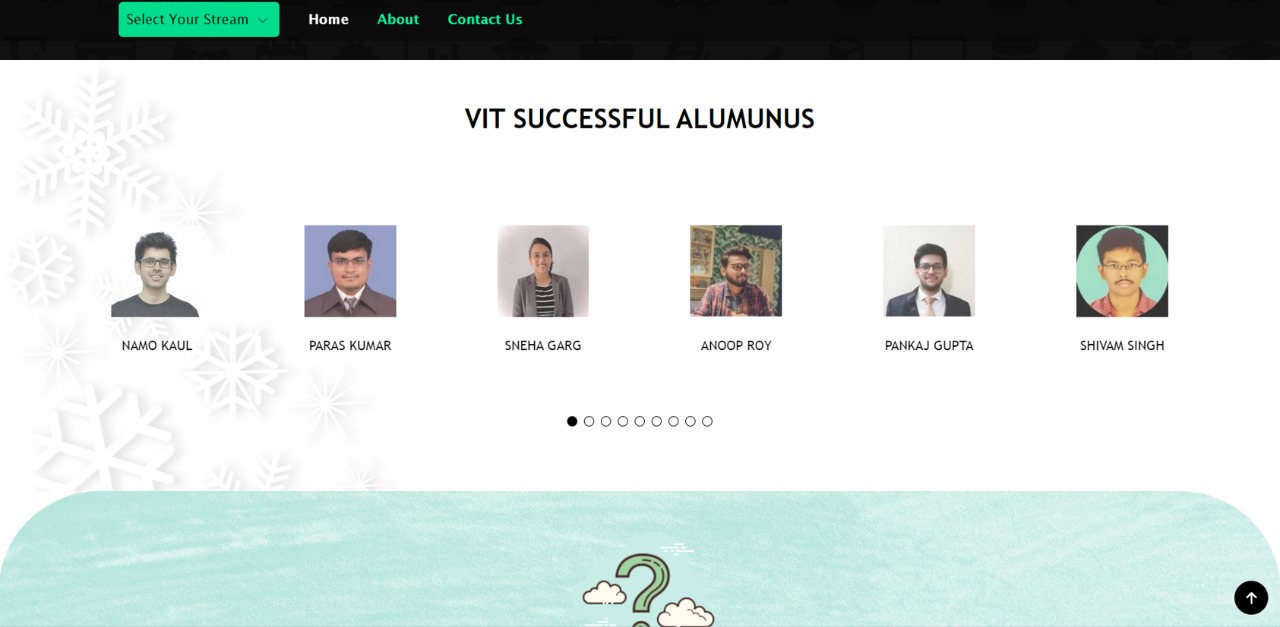 Select Your Stream Home About Contact Us
VIT SUCCESSFUL ALUMUNUS
NAMO KAUL PARAS KUMAR SNEHA GARG ANOOP ROY PANKAJ GUPTA SHIVAM SINGH